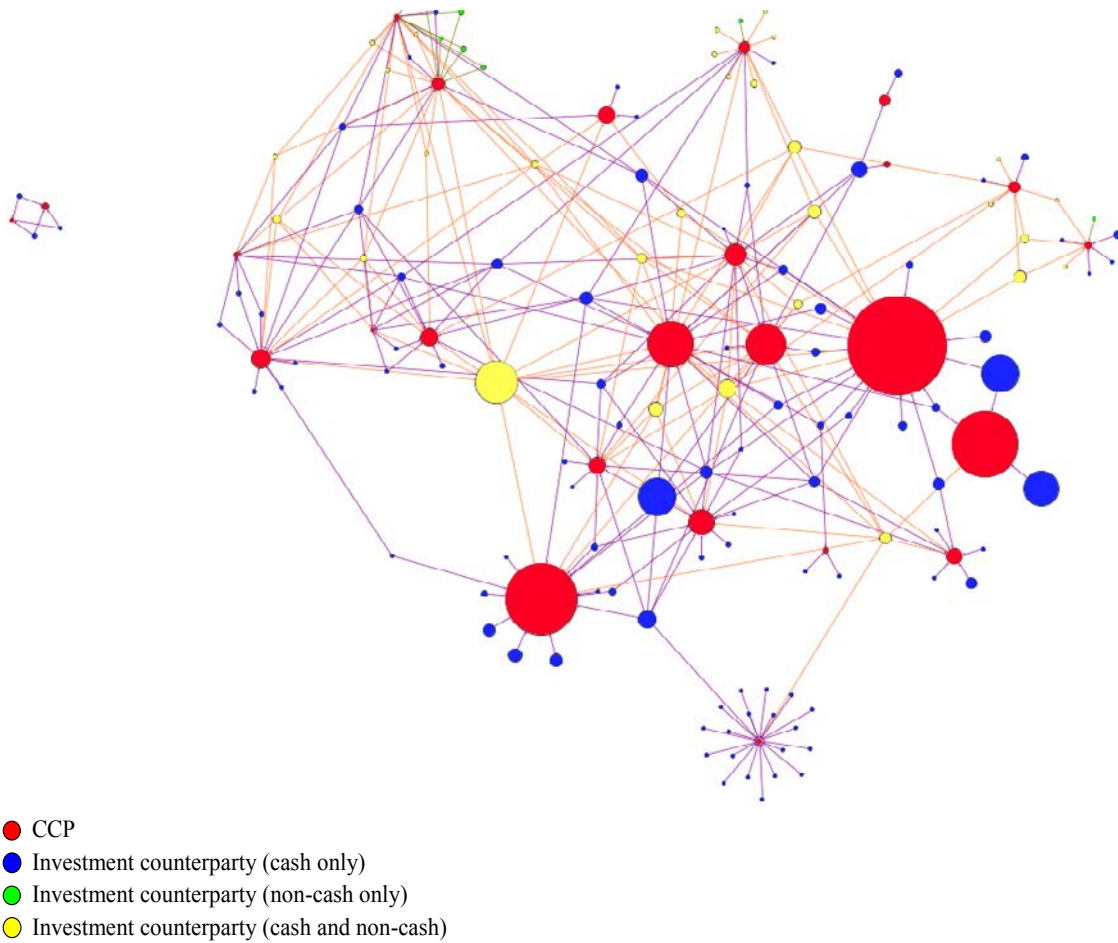 CCP
Investment counterparty (cash only)
Investment counterparty (non-cash only)
Investment counterparty (cash and non-cash)